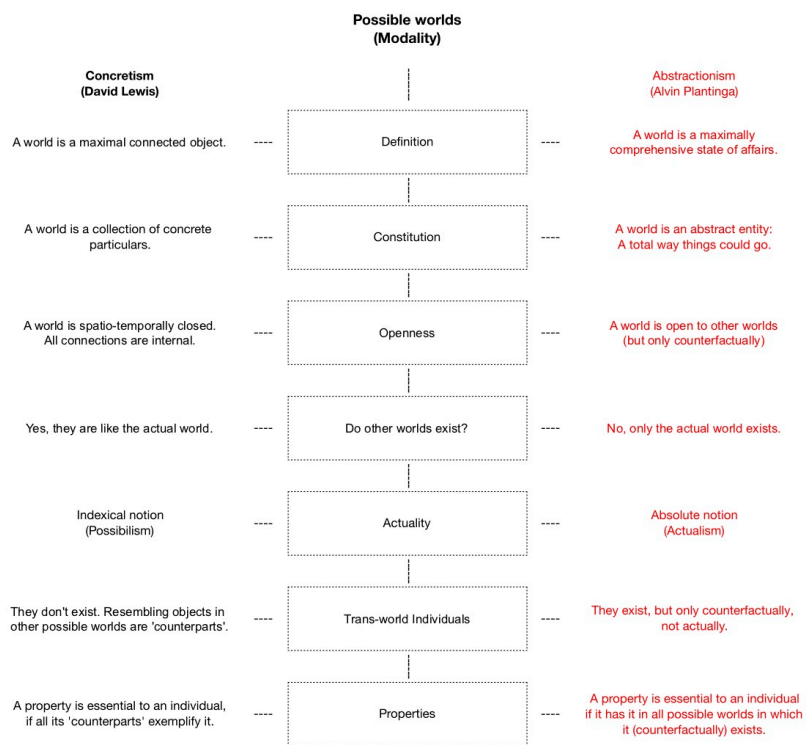 Possible worlds
(Modality)
Concretism
(David Lewis)
Abstractionism
(Alvin Plantinga)
A world is a maximal connected object.
Definition
A world is a maximally
comprehensive state of affairs.
A world is a collection of concrete
particulars.
Constitution
A world is an abstract entity:
A total way things could go.
A world is spatio-temporally closed.
All connections are internal.
Openness
A world is open to other worlds
(but only counterfactually)
Yes, they are like the actual world.
Do other worlds exist?
No, only the actual world exists.
Indexical notion
(Possibilism)
Actuality
Absolute notion
(Actualism)
They don't exist. Resembling objects in
other possible worlds are 'counterparts'.
Trans-world Individuals
They exist, but only counterfactually,
not actually.
A property is essential to an individual,
if all its 'counterparts' exemplify it.
Properties
A property is essential to an individual
if it has it in all possible worlds in which
it (counterfactually) exists.